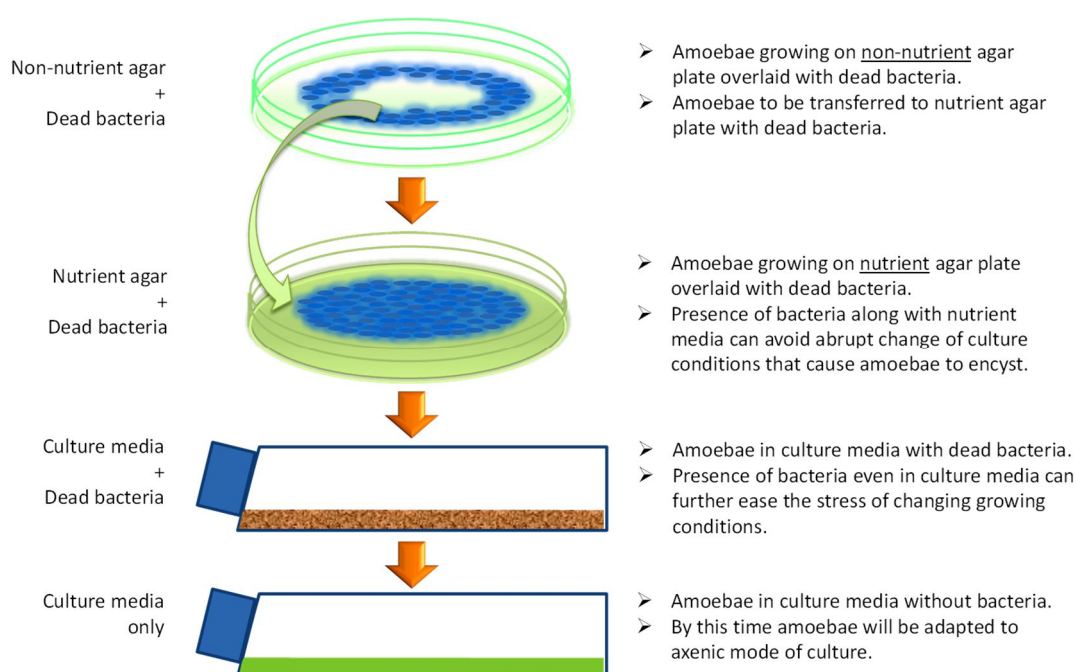 Non-nutrient agar
+
Dead bacteria
➢ Amoebae growing on non-nutrient agar
plate overlaid with dead bacteria.
➢ Amoebae to be transferred to nutrient agar
plate with dead bacteria.
Nutrient agar
+
Dead bacteria
➢ Amoebae growing on nutrient agar plate
overlaid with dead bacteria.
➢ Presence of bacteria along with nutrient
media can avoid abrupt change of culture
conditions that cause amoebae to encyst.
Culture media
+
Dead bacteria
➢ Amoebae in culture media with dead bacteria.
➢ Presence of bacteria even in culture media can
further ease the stress of changing growing
conditions.
Culture media
only
➢ Amoebae in culture media without bacteria.
➢ By this time amoebae will be adapted to
axenic mode of culture.